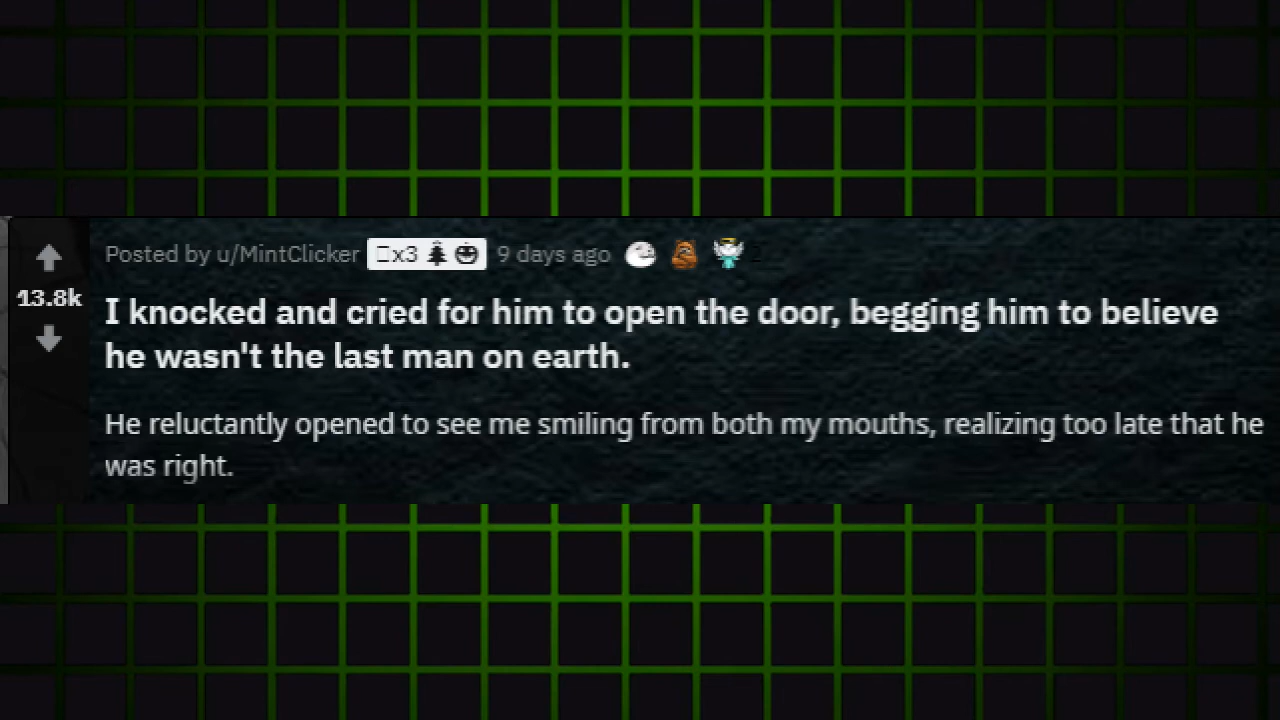 Posted by u/MintClicker x3 9 days ago
13.8k
I knocked and cried for him to open the door, begging him to believe
he wasn't the last man on earth.
He reluctantly opened to see me smiling from both my mouths, realizing too late that he
was right.